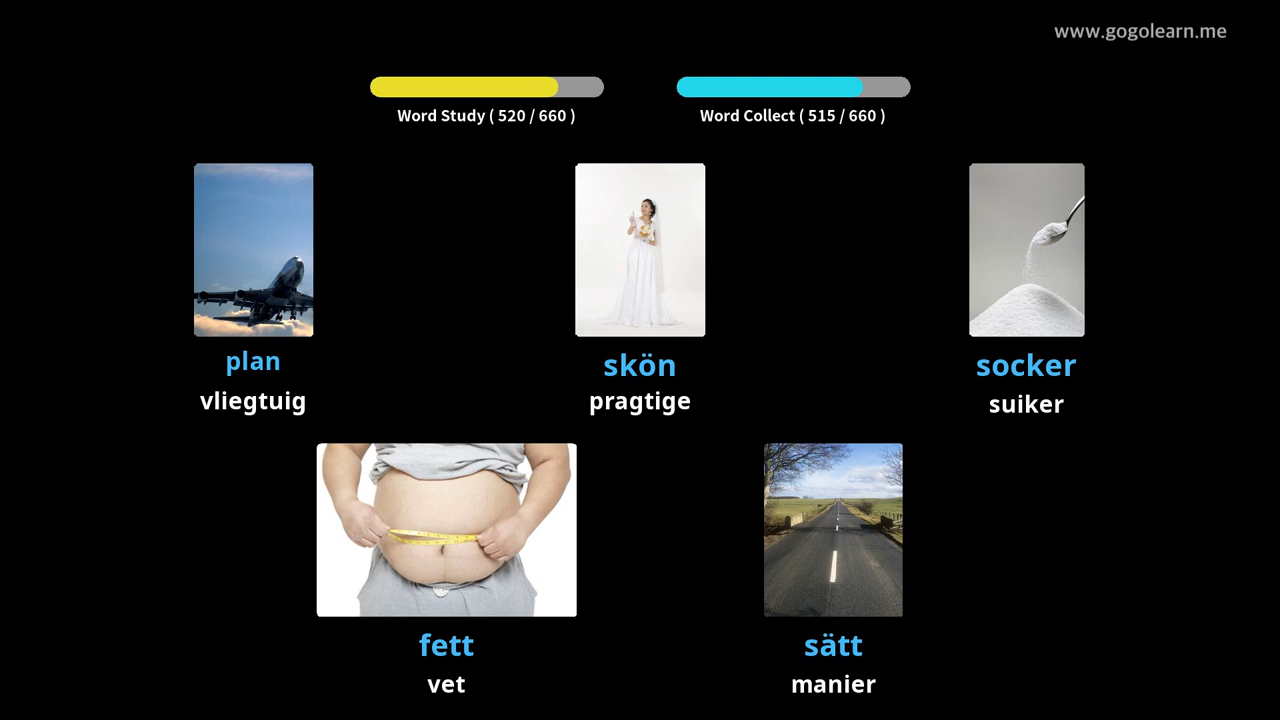 www.gogolearn.me
Word Study ( 520 / 660 )
Word Collect ( 515 / 660 )
plan
vliegtuig
skön
pragtige
socker
suiker
fett
vet
sätt
manier